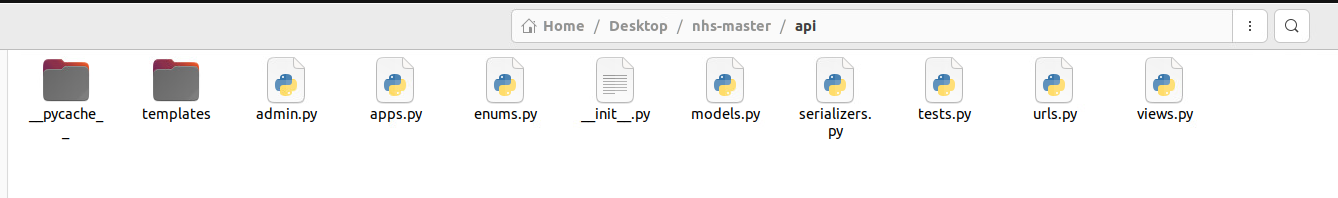 Home / Desktop / nhs-master / api
__pycache_
_
templates
admin.py
apps.py
enums.py
__init__.py
models.py
serializers.
py
tests.py
urls.py
views.py